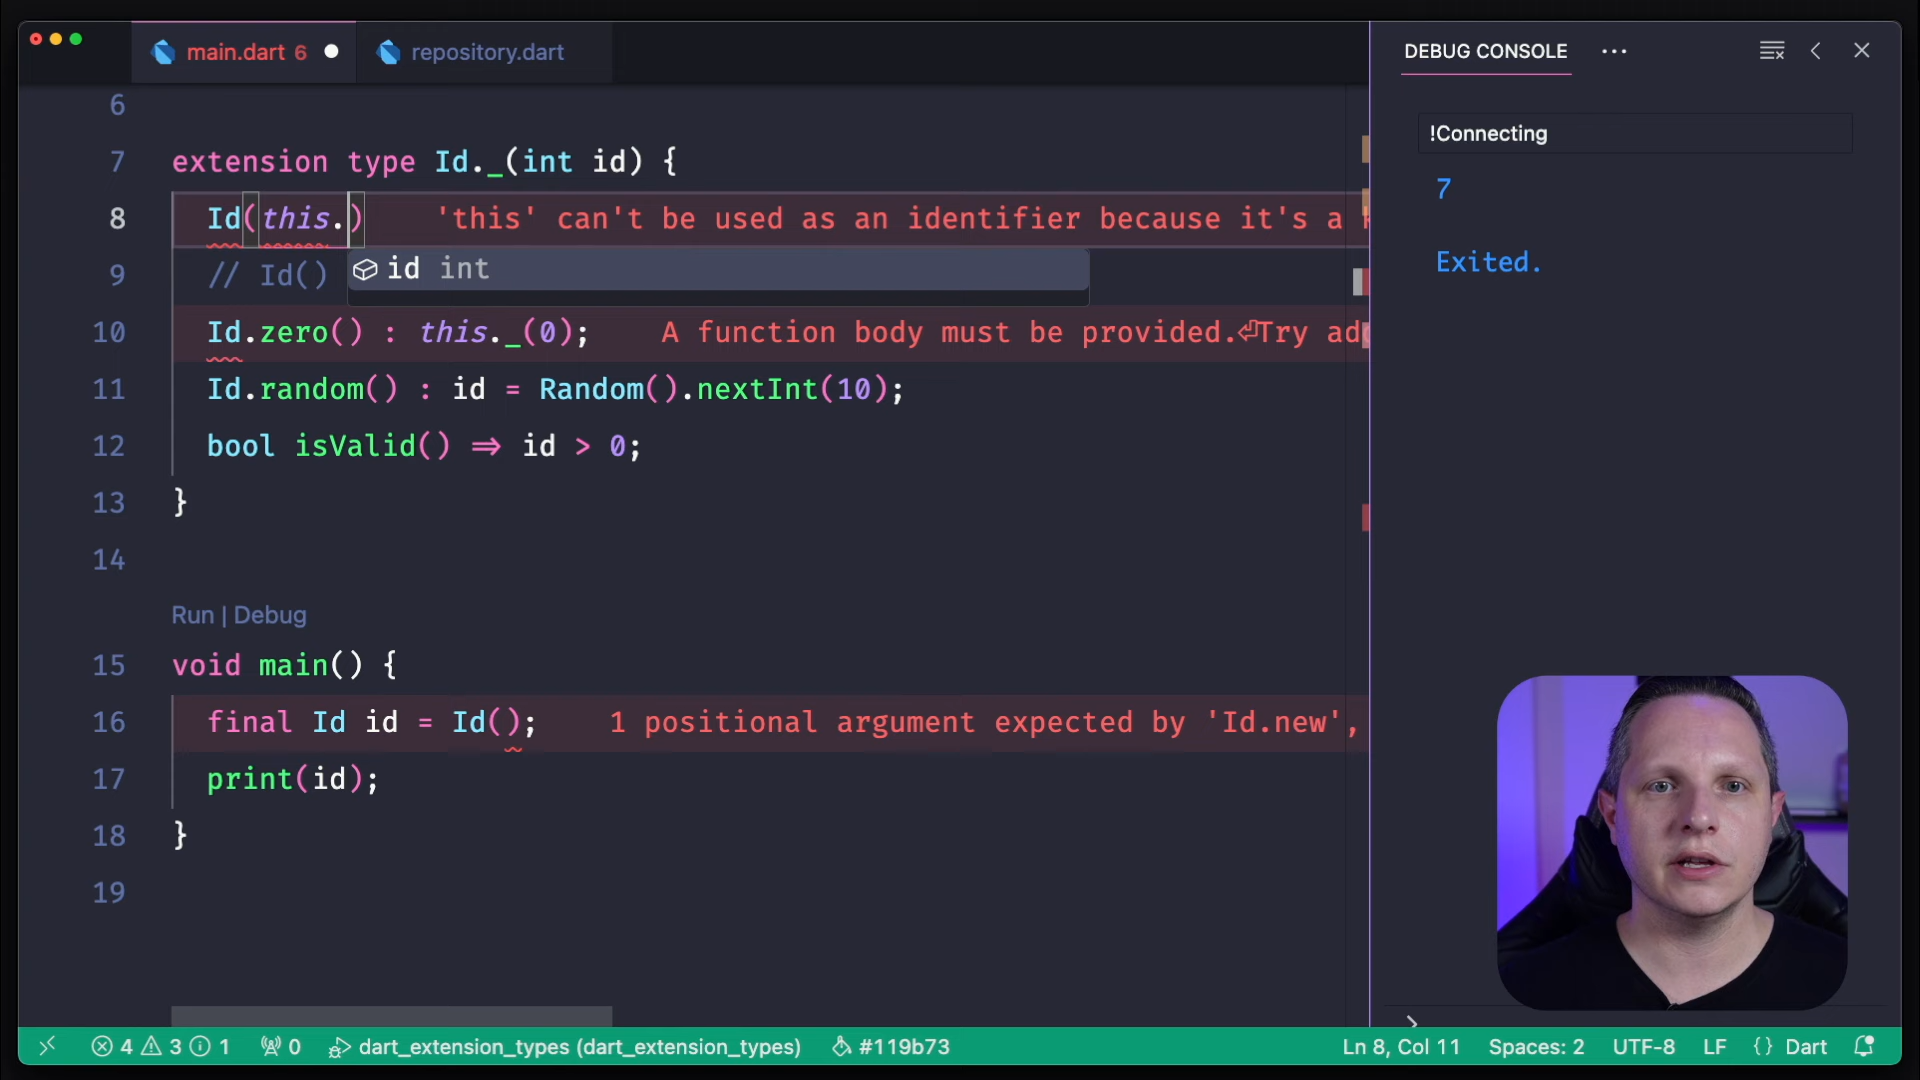 main.dart 6
repository.dart
DEBUG CONSOLE ...
6
7 extension type Id._(int id) {
8 Id(this.) 'this' can't be used as an identifier because it's a
9 // Id()
id int
10 Id.zero() : this._(0); A function body must be provided.⏎Try
11 Id.random() : id = Random().nextInt(10);
12 bool isValid() => id > 0;
13 }
14
Run | Debug
15 void main() {
16 final Id id = Id(); 1 positional argument expected by 'Id.new',
17 print(id);
18 }
19
!Connecting
7
Exited.
4 3 1 0 dart_extension_types (dart_extension_types) #119b73 Ln 8, Col 11 Spaces: 2 UTF-8 LF {} Dart